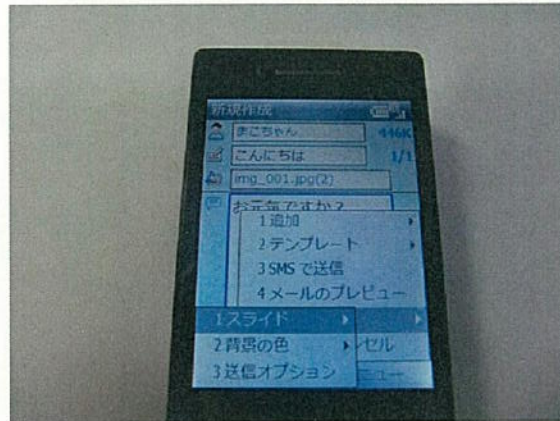 新規作成
まこちゃん 446K
こんにちは 1/1
img_001.jpg(2)
お元気ですか?
1 追加
2 テンプレート
3 SMS で送信
4 メールのプレビュー
1 スライド
2 背景の色
セル
3 送信オプション
ニュー